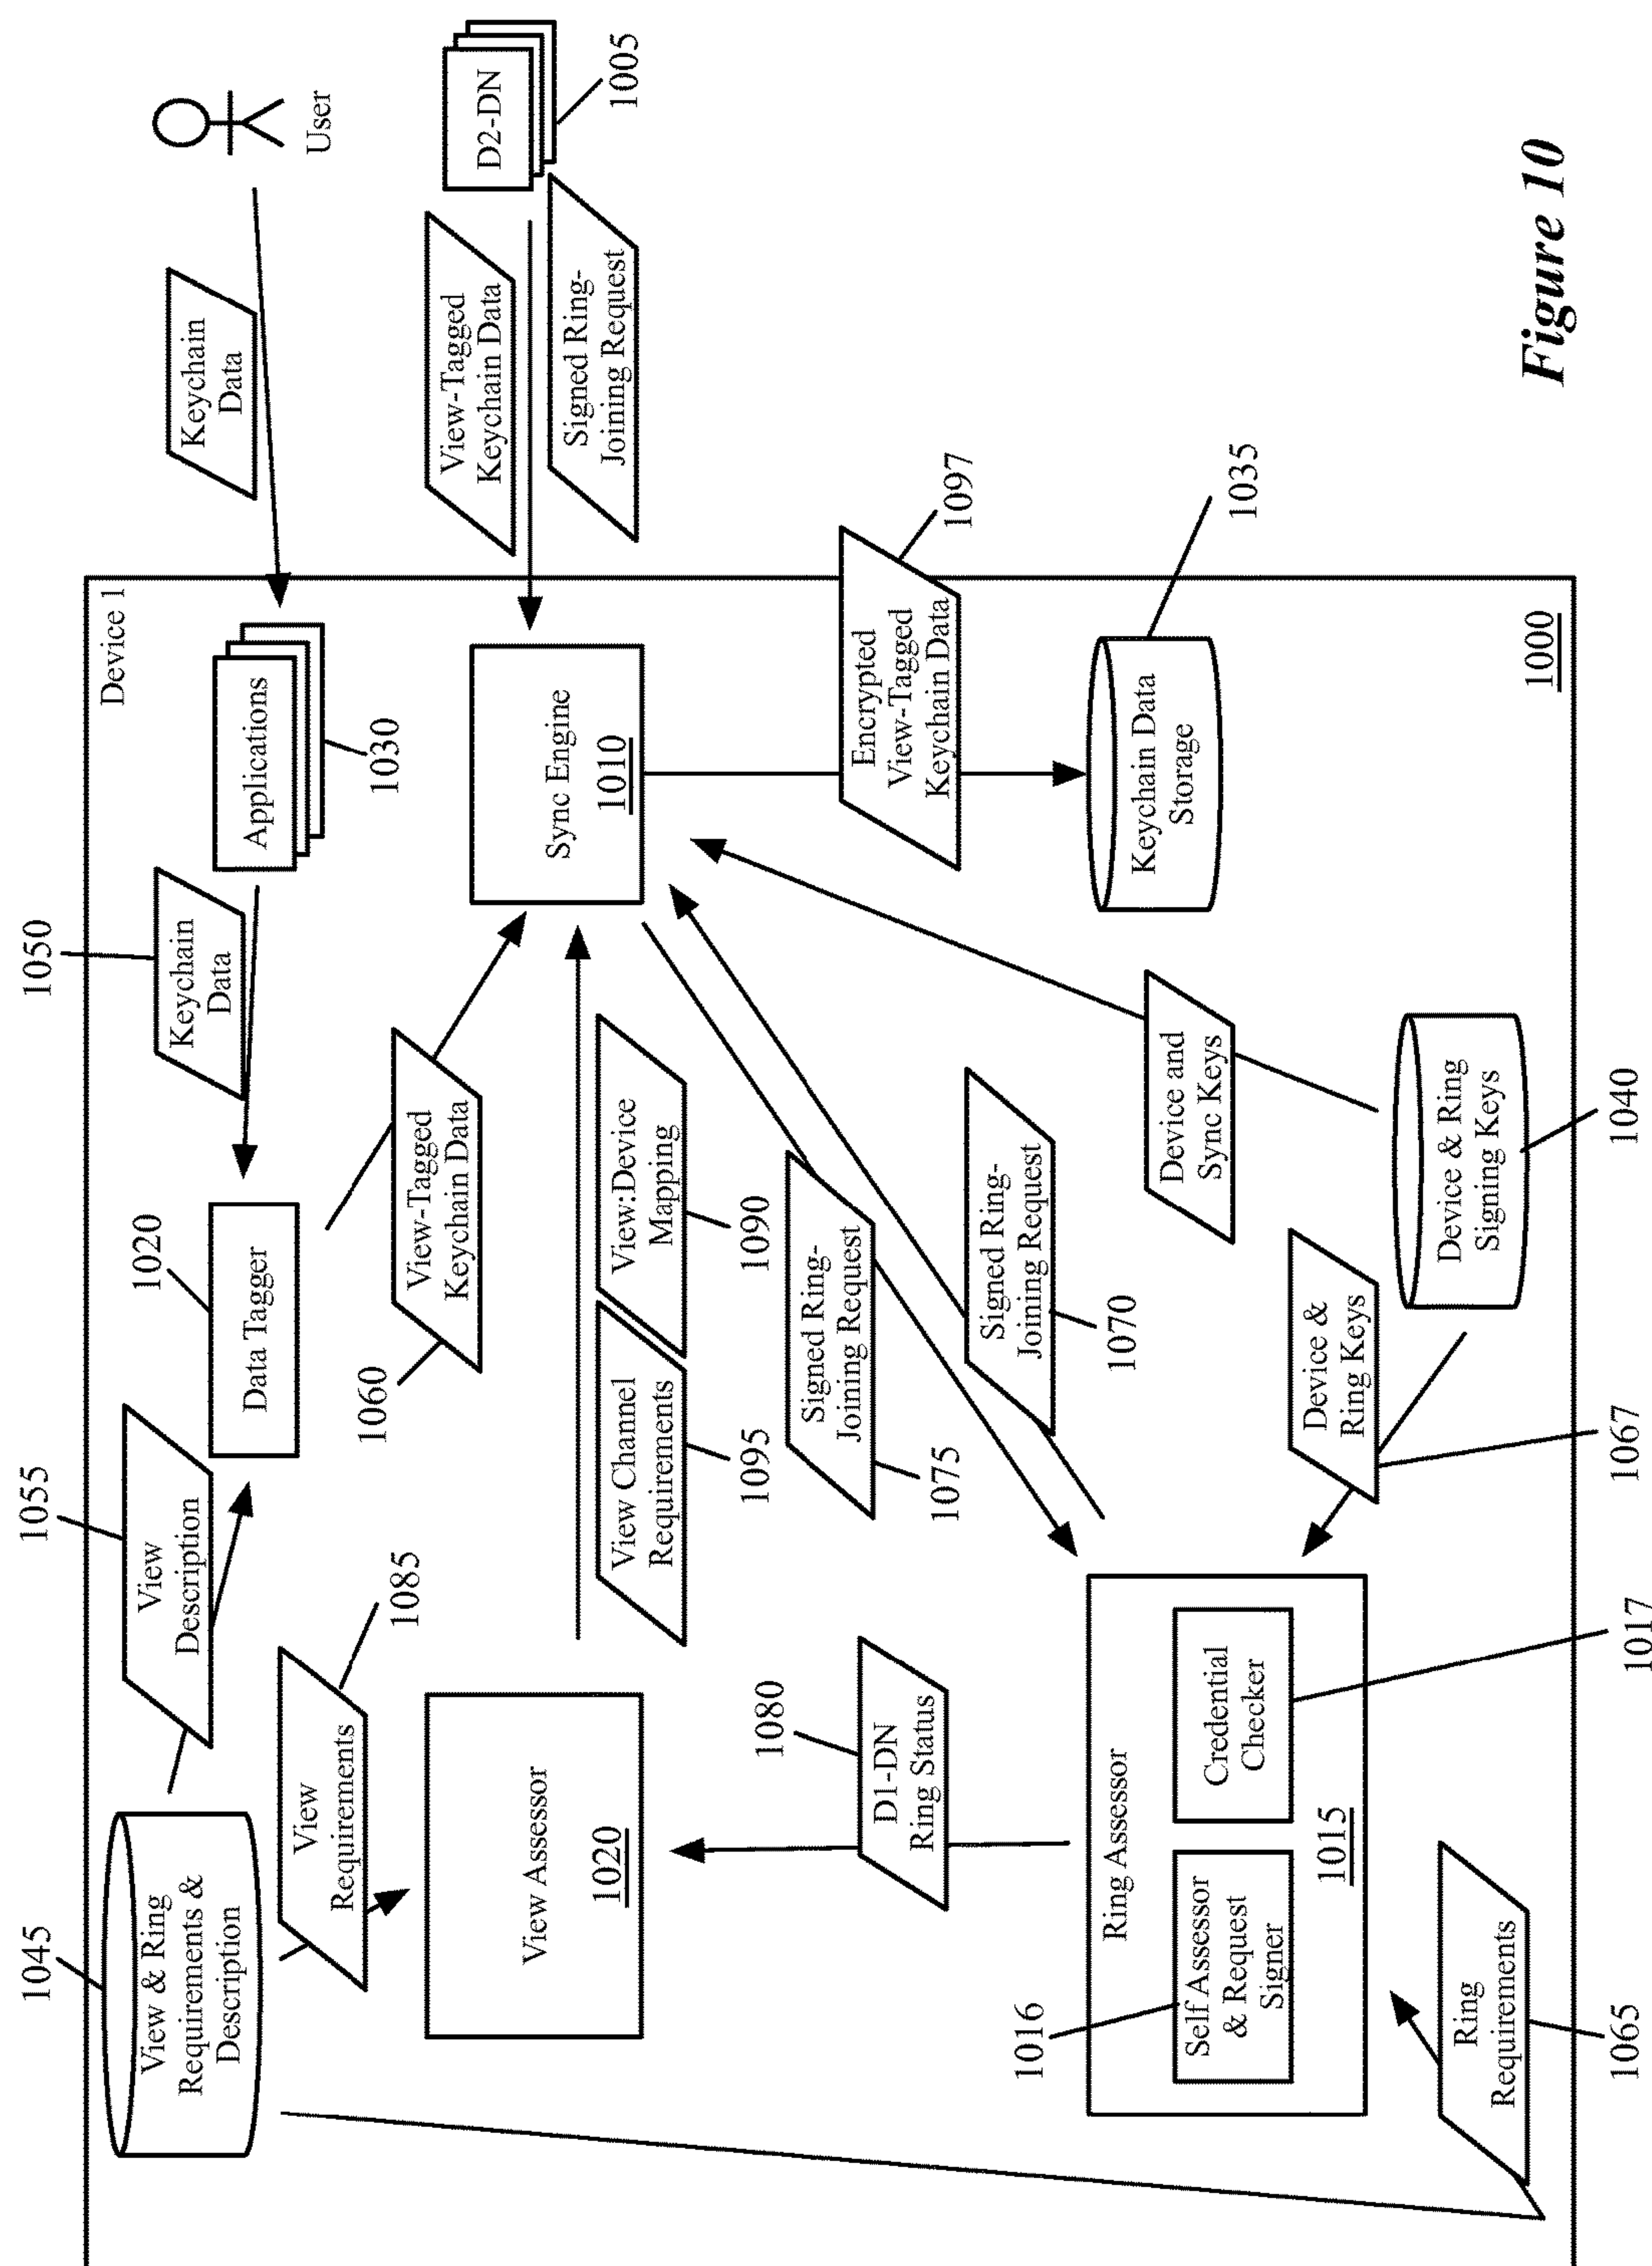 1045
View & Ring
Requirements &
Description
1055
View
Description
1020
Data Tagger
1050
Keychain
Data
Device 1
Applications
1030
Keychain
Data
User
1085
View
Requirements
View Assessor
1020
1060
View-Tagged
Keychain Data
View Channel
Requirements
1095
View:Device
Mapping
1090
Sync Engine
1010
View-Tagged
Keychain Data
D2-DN
1005
Signed Ring-
Joining Request
1080
D1-DN
Ring Status
Signed Ring-
Joining Request
1075
Signed Ring-
Joining Request
1070
Encrypted
View-Tagged
Keychain Data
1097
Keychain Data
Storage
1035
Ring Assessor
1016
Self Assessor
& Request
Signer
Credential
Checker
1015
1017
Device and
Sync Keys
Device &
Ring Keys
1067
Device & Ring
Signing Keys
1040
Ring
Requirements
1065
1000
Figure 10